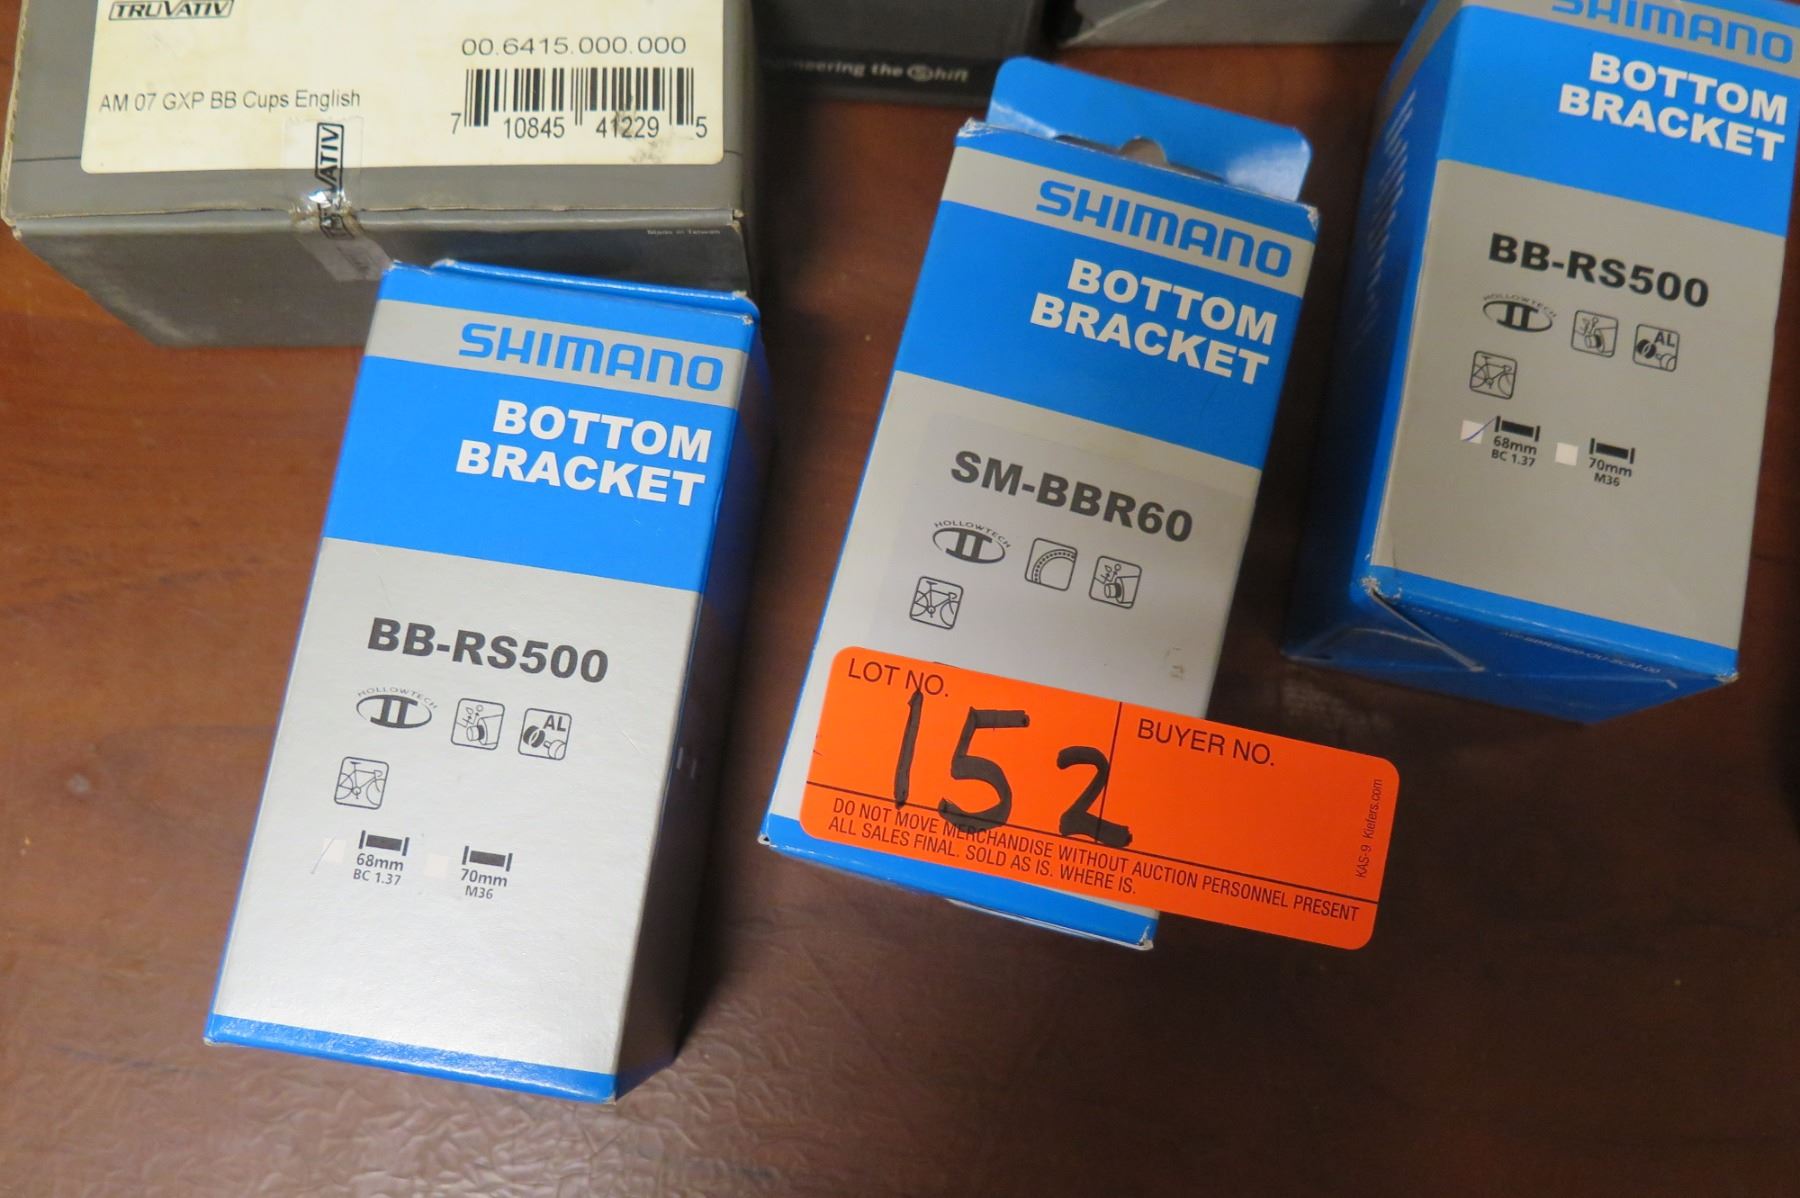 TRUVATIV
00.6415.000.000
AM 07 GXP BB Cups English
7 10845 41229 5
TRUVATIV
Made in Taiwan
SHIMANO
BOTTOM
BRACKET
BB-RS500
HOLLOWTECH
II
AL
68mm
BC 1.37
70mm
M36
SHIMANO
BOTTOM
BRACKET
SM-BBR60
HOLLOWTECH
II
LOT NO.
152
BUYER NO.
DO NOT MOVE MERCHANDISE WITHOUT AUCTION PERSONNEL PRESENT
ALL SALES FINAL. SOLD AS IS. WHERE IS.
KAS-9 Kiefers.com
SHIMANO
BOTTOM
BRACKET
BB-RS500
HOLLOWTECH
II
AL
68mm
BC 1.37
70mm
M36